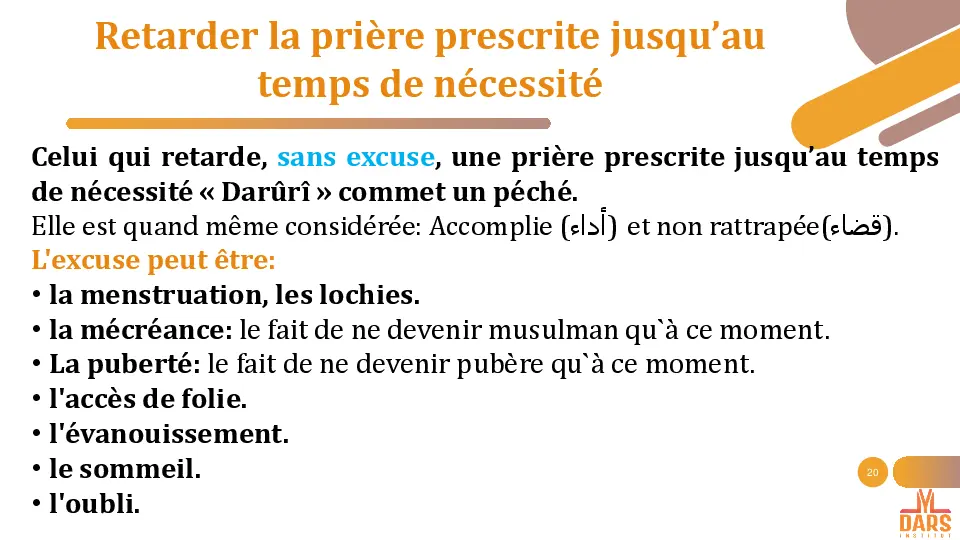 Retarder la prière prescrite jusqu’au
temps de nécessité
Celui qui retarde, sans excuse, une prière prescrite jusqu’au temps
de nécessité « Darûrî » commet un péché.
Elle est quand même considérée: Accomplie (أداء) et non rattrapée(قضاء).
L'excuse peut être:
• la menstruation, les lochies.
• la mécréance: le fait de ne devenir musulman qu`à ce moment.
• La puberté: le fait de ne devenir pubère qu`à ce moment.
• l'accès de folie.
• l'évanouissement.
• le sommeil.
• l'oubli.
20
DARS
INSTITUT